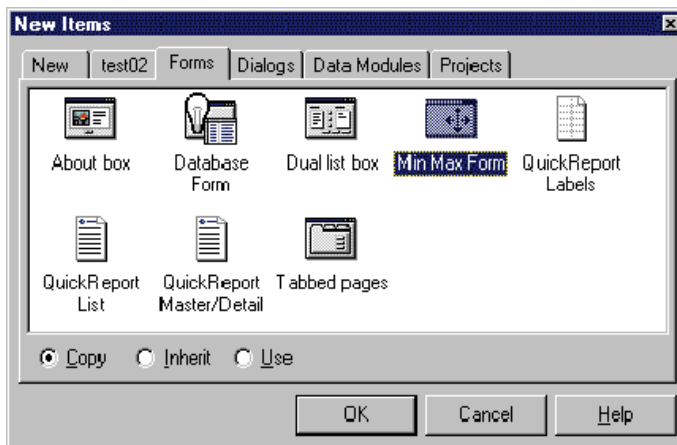 New Items
New test02 Forms Dialogs Data Modules Projects
About box Database Form Dual list box Min Max Form QuickReport Labels
QuickReport List QuickReport Master/Detail Tabbed pages
Copy Inherit Use
OK Cancel Help